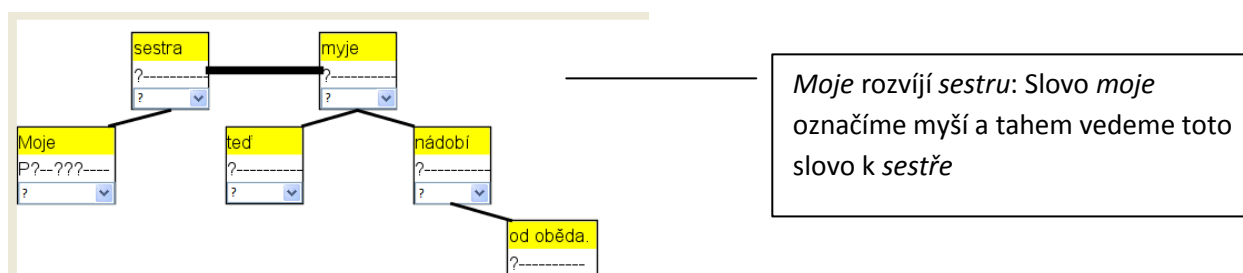 sestra
myje
?----------
?----------
?
?
Moje rozvíjí sestru: Slovo moje
označíme myší a tahem vedeme toto
slovo k sestře
Moje
teď
nádobí
P?--???----
?----------
?----------
?
?
?
od oběda.
?----------